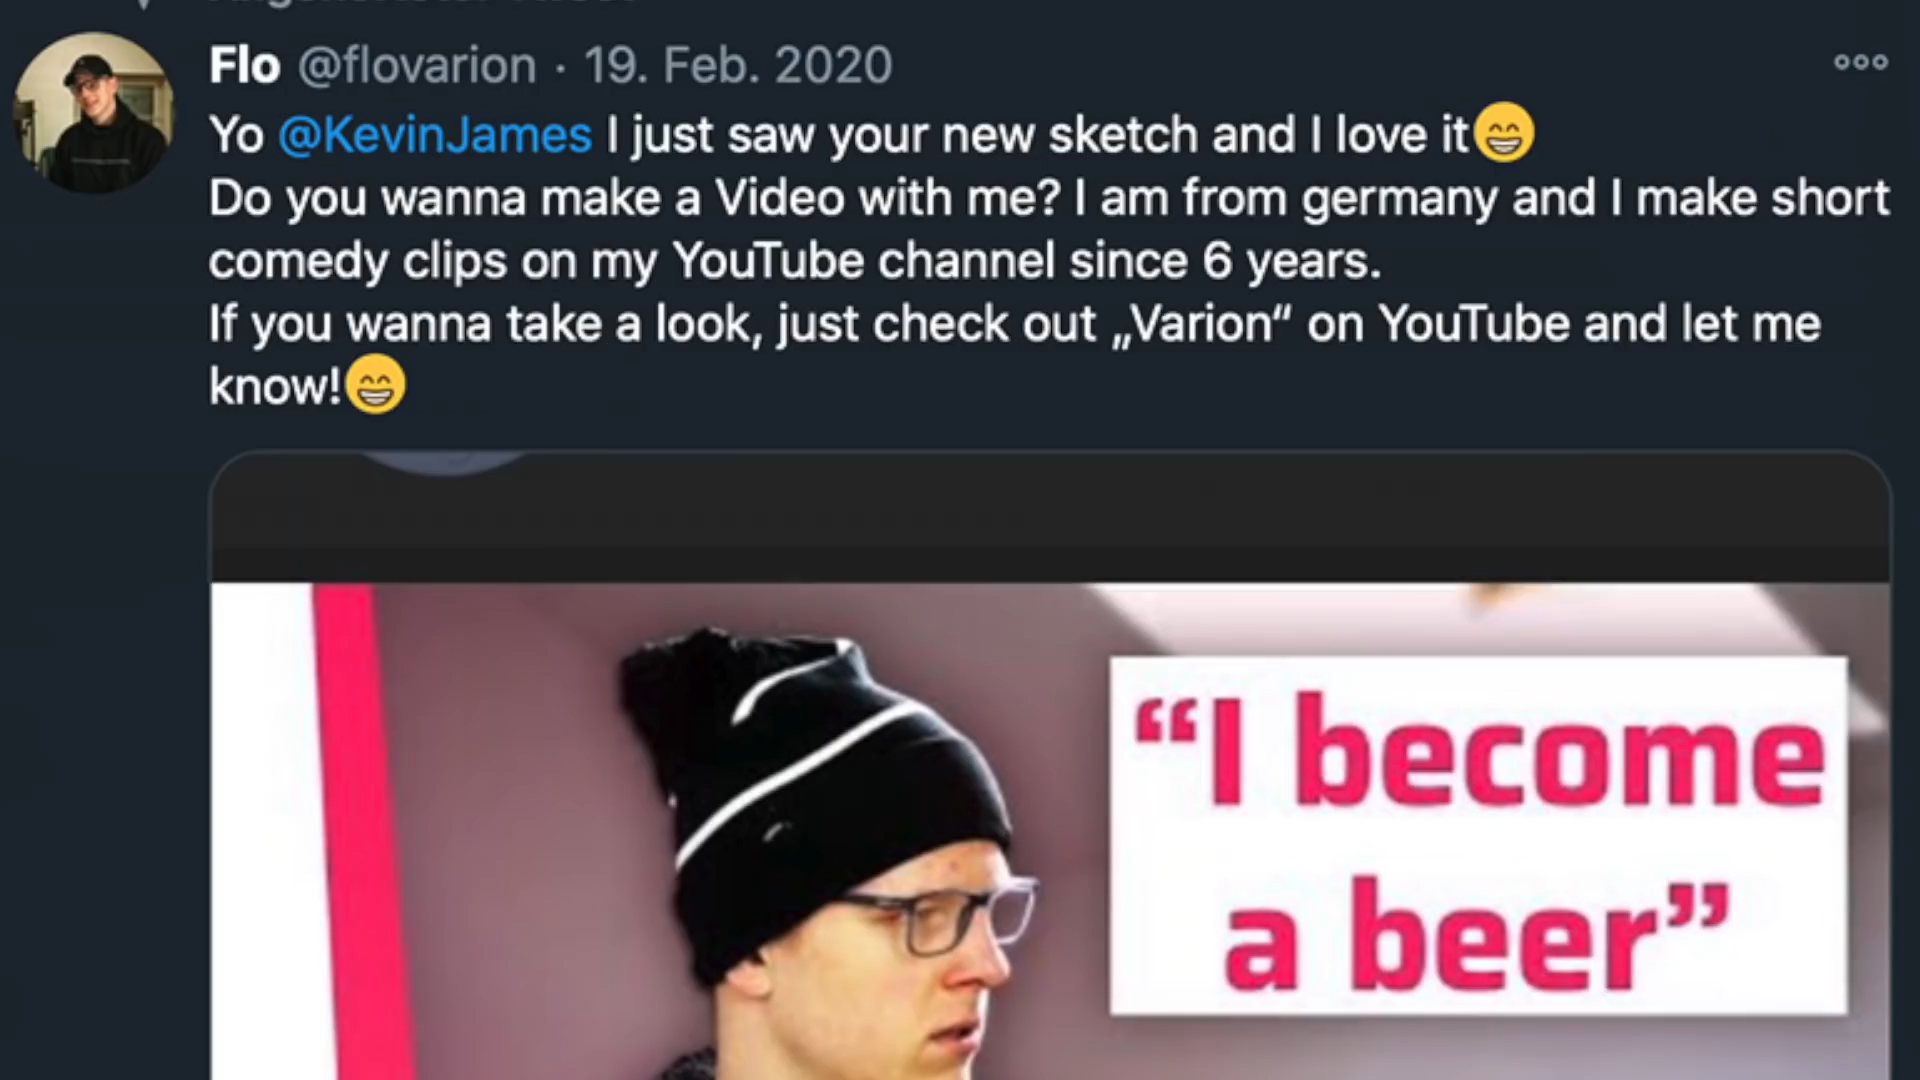 Flo @flovarion · 19. Feb. 2020
Yo @KevinJames I just saw your new sketch and I love it😁
Do you wanna make a Video with me? I am from germany and I make short
comedy clips on my YouTube channel since 6 years.
If you wanna take a look, just check out „Varion“ on YouTube and let me
know!😁
“I become
a beer”